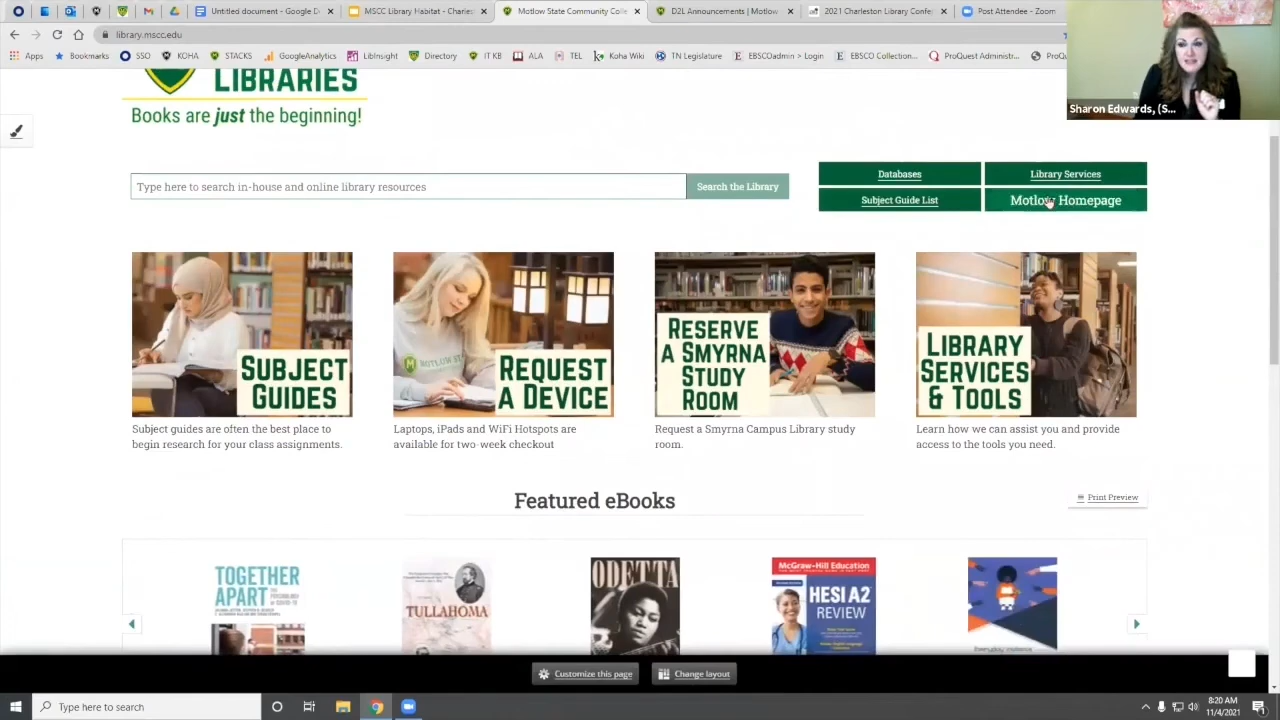 Untitled document - Google D
MSCC Library Habitat - Charles
Motlow State Community Colle
D2L Announcements | Motlow
2021 Charleston Library Confer
Post Attendee - Zoom
library.mscc.edu
Apps
Bookmarks
SSO
KOHA
STACKS
GoogleAnalytics
LibInsight
Directory
ALA
TEL
Koha Wiki
TN Legislature
EBSCOadmin > LibLogin
EBSCO Collection...
ProQuest Administr...
ProQu
Sharon Edwards, (S...
LIBRARIES
Books are just the beginning!
Type here to search in-house and online library resources
Search the Library
Databases
Library Services
Subject Guide List
Motlow Homepage
SUBJECT
GUIDES
REQUEST
A DEVICE
RESERVE
A SMYRNA
STUDY
ROOM
LIBRARY
SERVICES
& TOOLS
Subject guides are often the best place to
begin research for your class assignments.
Laptops, iPads and WiFi Hotspots are
available for two-week checkout
Request a Smyrna Campus Library study
room.
Learn how we can assist you and provide
access to the tools you need.
Featured eBooks
Print Preview
TOGETHER
APART
TULLAHOMA
ODETTA
McGraw-Hill Education
HESI A2
REVIEW
Customize this page
Change layout
Type here to search
8:20 AM
11/4/2021